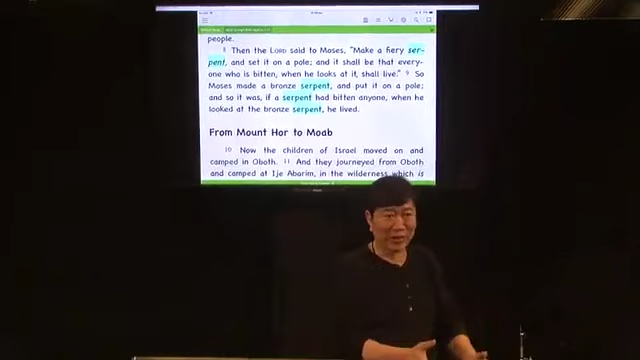 people.
8 Then the LORD said to Moses, "Make a fiery ser-
pent, and set it on a pole; and it shall be that every-
one who is bitten, when he looks at it, shall live." 9 So
Moses made a bronze serpent, and put it on a pole;
and so it was, if a serpent had bitten anyone, when he
looked at the bronze serpent, he lived.
From Mount Hor to Moab
10 Now the children of Israel moved on and
camped in Oboth. 11 And they journeyed from Oboth
and camped at Ije Abarim, in the wilderness which is